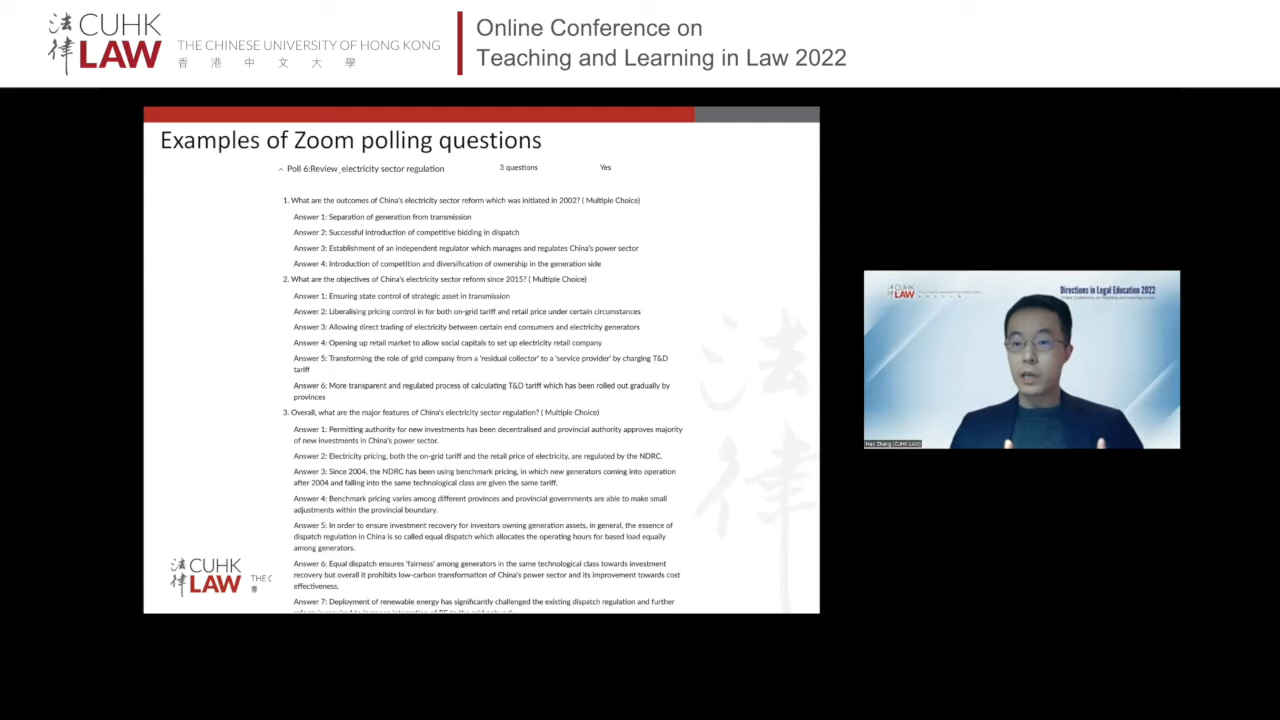 法律
CUHK
LAW
THE CHINESE UNIVERSITY OF HONG KONG
香港中文大學
Online Conference on
Teaching and Learning in Law 2022
Examples of Zoom polling questions
Poll 6:Review_electricity sector regulation 3 questions Yes
1. What are the outcomes of China's electricity sector reform which was initiated in 2002? ( Multiple Choice)
Answer 1: Separation of generation from transmission
Answer 2: Successful introduction of competitive bidding in dispatch
Answer 3: Establishment of an independent regulator which manages and regulates China's power sector
Answer 4: Introduction of competition and diversification of ownership in the generation side
2. What are the objectives of China's electricity sector reform since 2015? ( Multiple Choice)
Answer 1: Ensuring state control of strategic asset in transmission
Answer 2: Liberalising pricing control in for both on-grid tariff and retail price under certain circumstances
Answer 3: Allowing direct trading of electricity between certain end consumers and electricity generators
Answer 4: Opening up retail market to allow social capitals to set up electricity retail company
Answer 5: Transforming the role of grid company from a 'residual collector' to a 'service provider' by charging T&D
tariff
Answer 6: More transparent and regulated process of calculating T&D tariff which has been rolled out gradually by
provinces
3. Overall, what are the major features of China's electricity sector regulation? ( Multiple Choice)
Answer 1: Permitting authority for new investments has been decentralised and provincial authority approves majority
of new investments in China's power sector.
Answer 2: Electricity pricing, both the on-grid tariff and the retail price of electricity, are regulated by the NDRC.
Answer 3: Since 2004, the NDRC has been using benchmark pricing, in which new generators coming into operation
after 2004 and falling into the same technological class are given the same tariff.
Answer 4: Benchmark pricing varies among different provinces and provincial governments are able to make small
adjustments within the provincial boundary.
Answer 5: In order to ensure investment recovery for investors owning generation assets, in general, the essence of
dispatch regulation in China is so called equal dispatch which allocates the operating hours for based load equally
among generators.
Answer 6: Equal dispatch ensures 'fairness' among generators in the same technological class towards investment
recovery but overall it prohibits low-carbon transformation of China's power sector and its improvement towards cost
effectiveness.
Answer 7: Deployment of renewable energy has significantly challenged the existing dispatch regulation and further
法律
CUHK
LAW
THE C
香
法律
CUHK
LAW
Directions in Legal Education 2022
Hao Zhang (CUHK LAW)